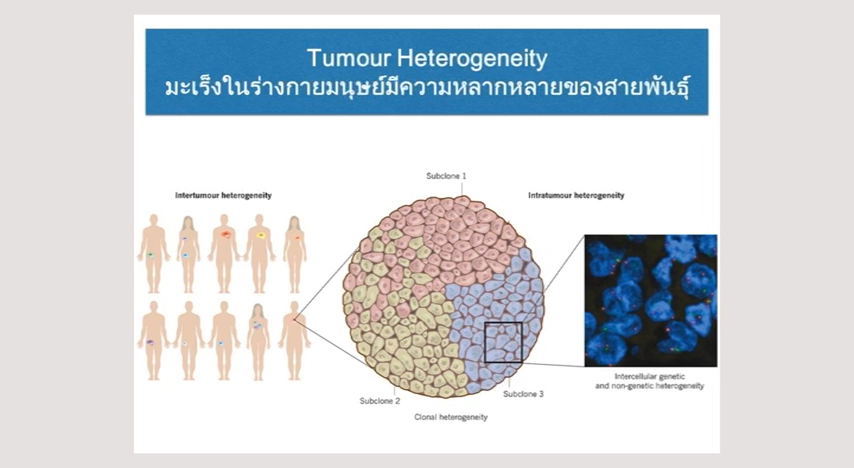 Tumour Heterogeneity
มะเร็งในร่างกายมนุษย์มีความหลากหลายของสายพันธุ์
Subclone 1
Intertumour heterogeneity
Intratumour heterogeneity
Intercellular genetic
and non-genetic heterogeneity
Subclone 3
Subclone 2
Clonal heterogeneity